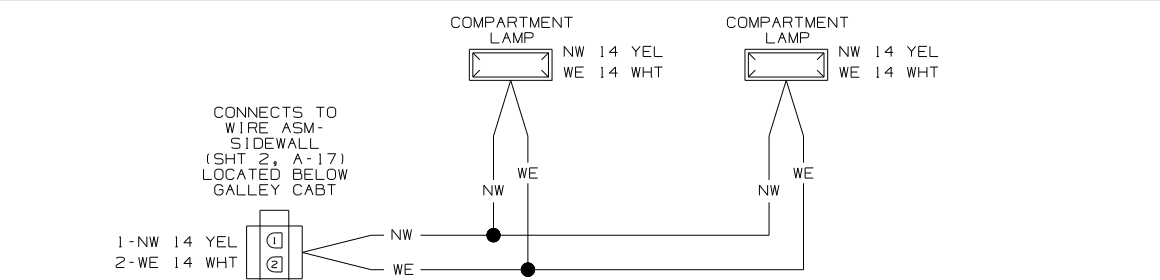 COMPARTMENT
LAMP
NW 14 YEL
WE 14 WHT
COMPARTMENT
LAMP
NW 14 YEL
WE 14 WHT
CONNECTS TO
WIRE ASM-
SIDEWALL
(SHT 2, A-17)
LOCATED BELOW
GALLEY CABT
WE
NW
WE
NW
1-NW 14 YEL
2-WE 14 WHT
1
2
NW
WE